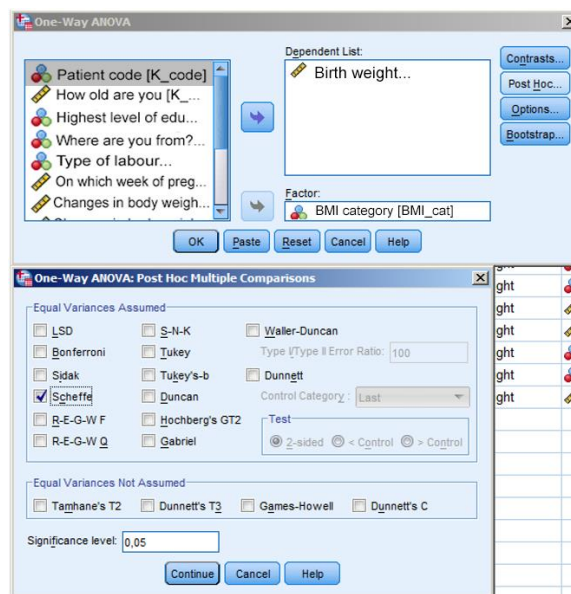 One-Way ANOVA
Dependent List:
Patient code [K_code]
How old are you [K_...
Highest level of edu...
Where are you from?...
Type of labour...
On which week of preg...
Changes in body weigh...
Birth weight...
Contrasts...
Post Hoc...
Options...
Bootstrap...
Factor:
BMI category [BMI_cat]
OK Paste Reset Cancel Help
One-Way ANOVA: Post Hoc Multiple Comparisons
Equal Variances Assumed
LSD S-N-K Waller-Duncan
Bonferroni Tukey Type I/Type II Error Ratio: 100
Sidak Tukey's-b Dunnett
Scheffe Duncan Control Category: Last
R-E-G-W F Hochberg's GT2 Test
R-E-G-W Q Gabriel 2-sided < Control > Control
Equal Variances Not Assumed
Tamhane's T2 Dunnett's T3 Games-Howell Dunnett's C
Significance level: 0,05
Continue Cancel Help
ght
ght
ght
ght
ght